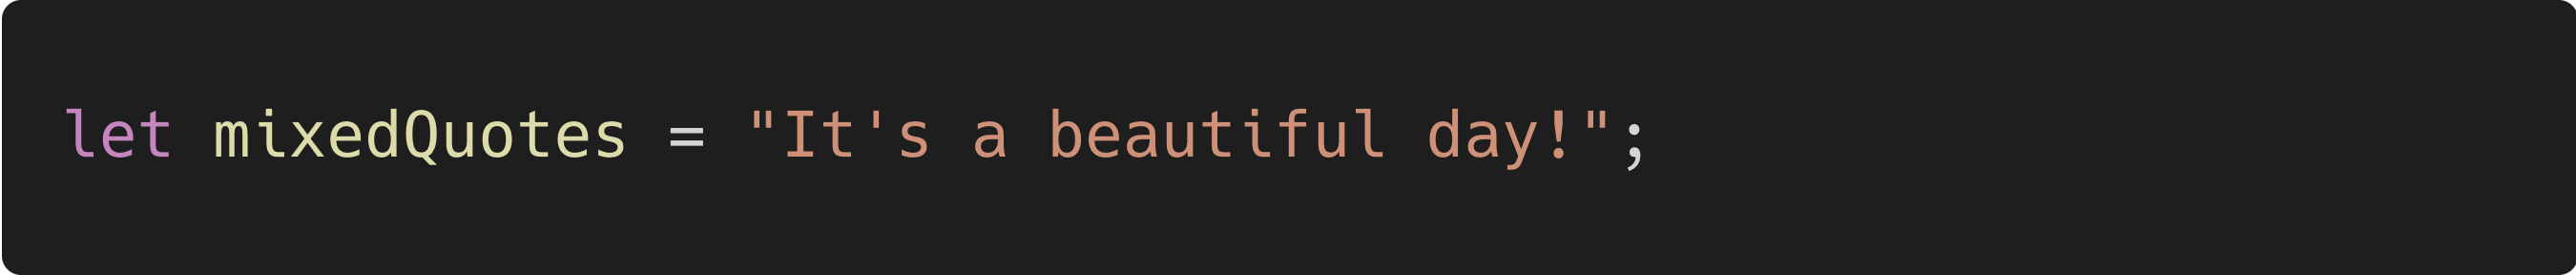 let mixedQuotes = "It's a beautiful day!";